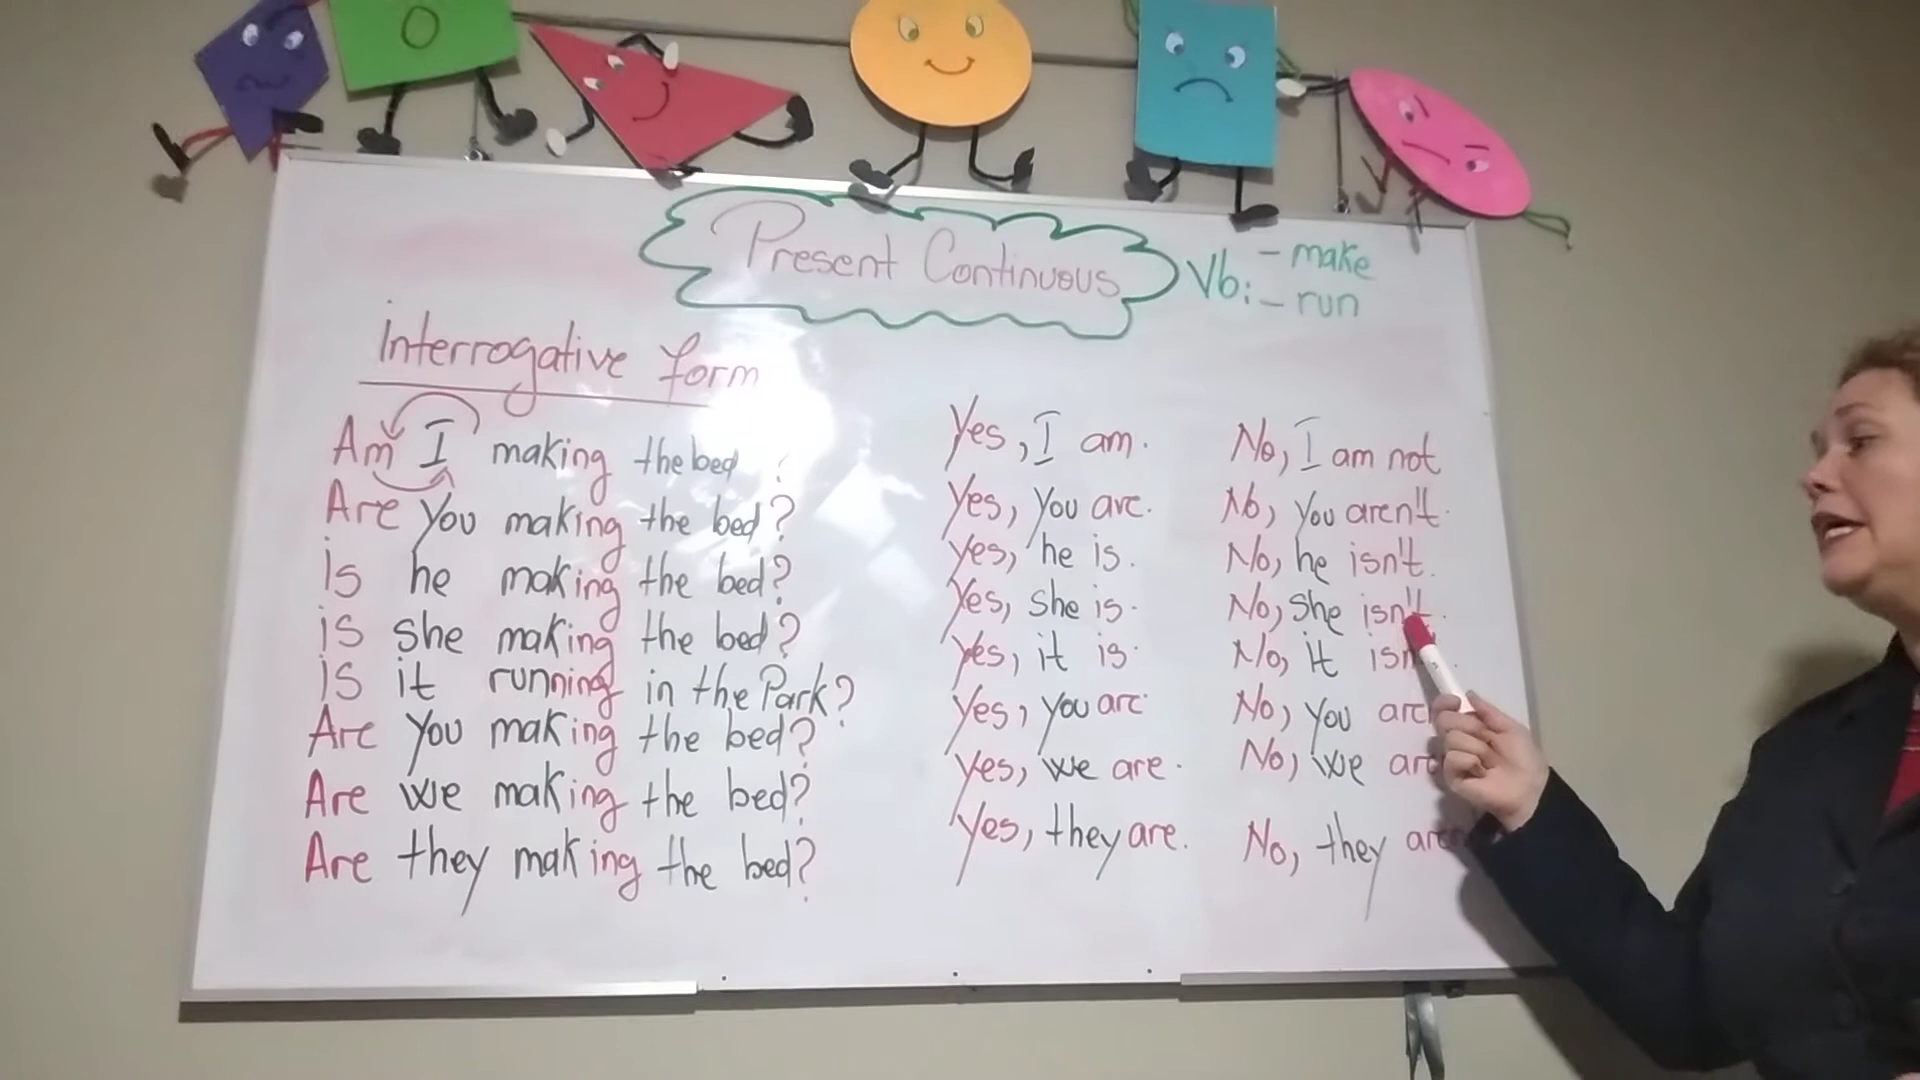 Present Continuous
Vb: - make
- run
Interrogative form
Am I making the bed ?
Yes, I am.
No, I am not
Are you making the bed?
Yes, you are.
No, you aren't.
is he making the bed?
Yes, he is.
No, he isn't.
is she making the bed?
Yes, she is.
No, she isn't.
is it running in the Park?
Yes, it is.
No, it
Are you making the bed?
Yes, you are
No, you
Are we making the bed?
Yes, we are.
No, we
Are they making the bed?
Yes, they are.
No, they